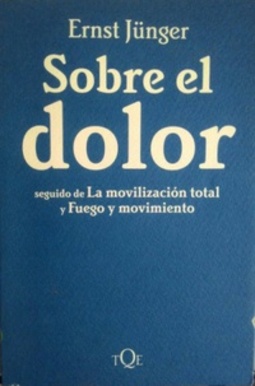 Ernst Jünger
Sobre el
dolor
seguido de La movilización total
y Fuego y movimiento
TQE